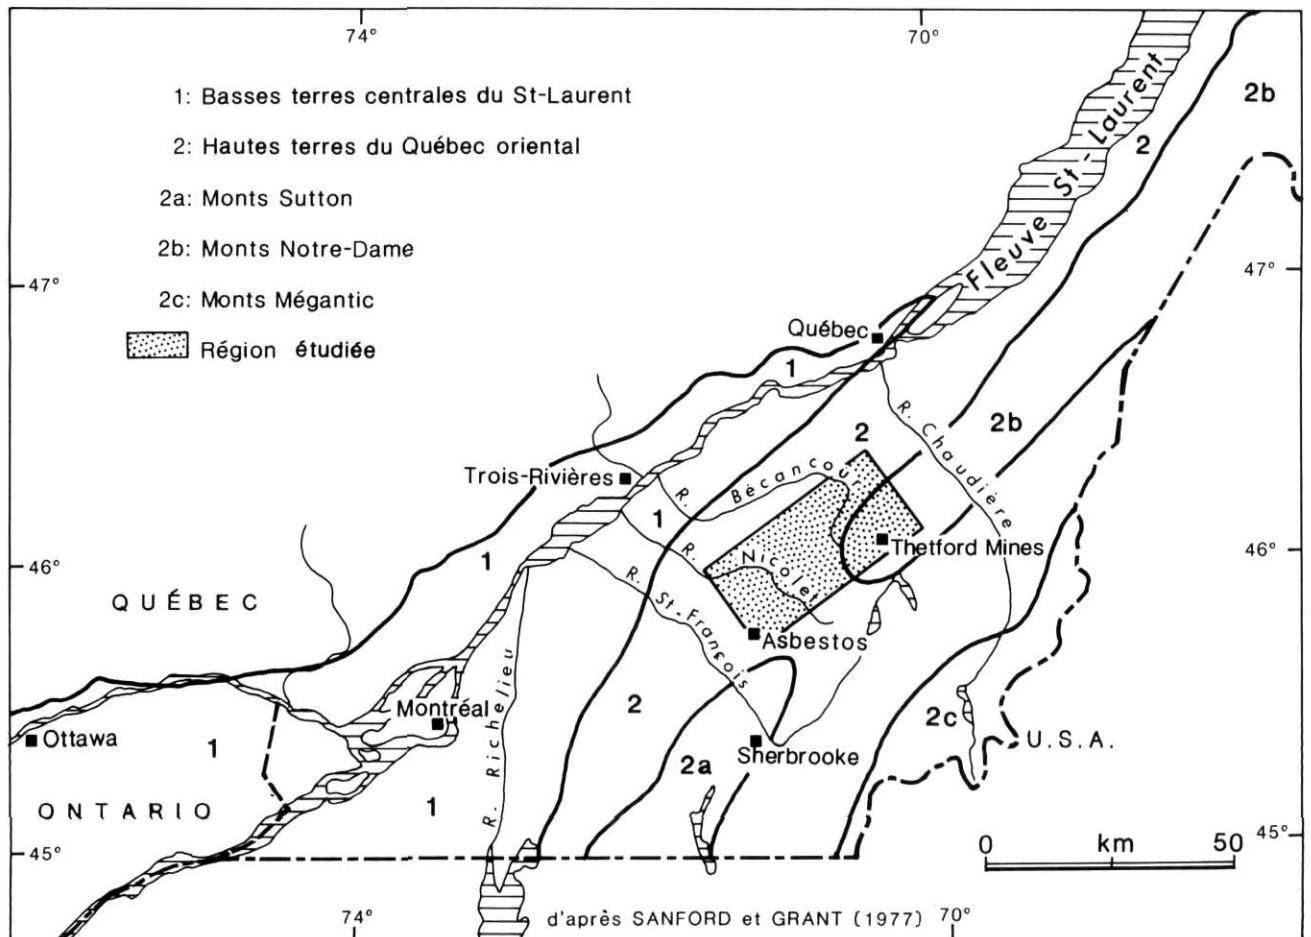 74°
70°
1: Basses terres centrales du St-Laurent
2: Hautes terres du Québec oriental
2a: Monts Sutton
2b: Monts Notre-Dame
2c: Monts Mégantic
Région étudiée
2b
2
Fleuve St-Laurent
47°
47°
Québec
1
2b
2
R. Chaudière
Trois-Rivières
R. Bécancour
1
Thetford Mines
46°
46°
1
R. Nicolet
QUÉBEC
R. St-François
Asbestos
R. Richelieu
Montréal
2
2c
Ottawa
1
U.S.A.
Sherbrooke
2a
ONTARIO
1
45°
45°
0 km 50
74°
d'après SANFORD et GRANT (1977)
70°